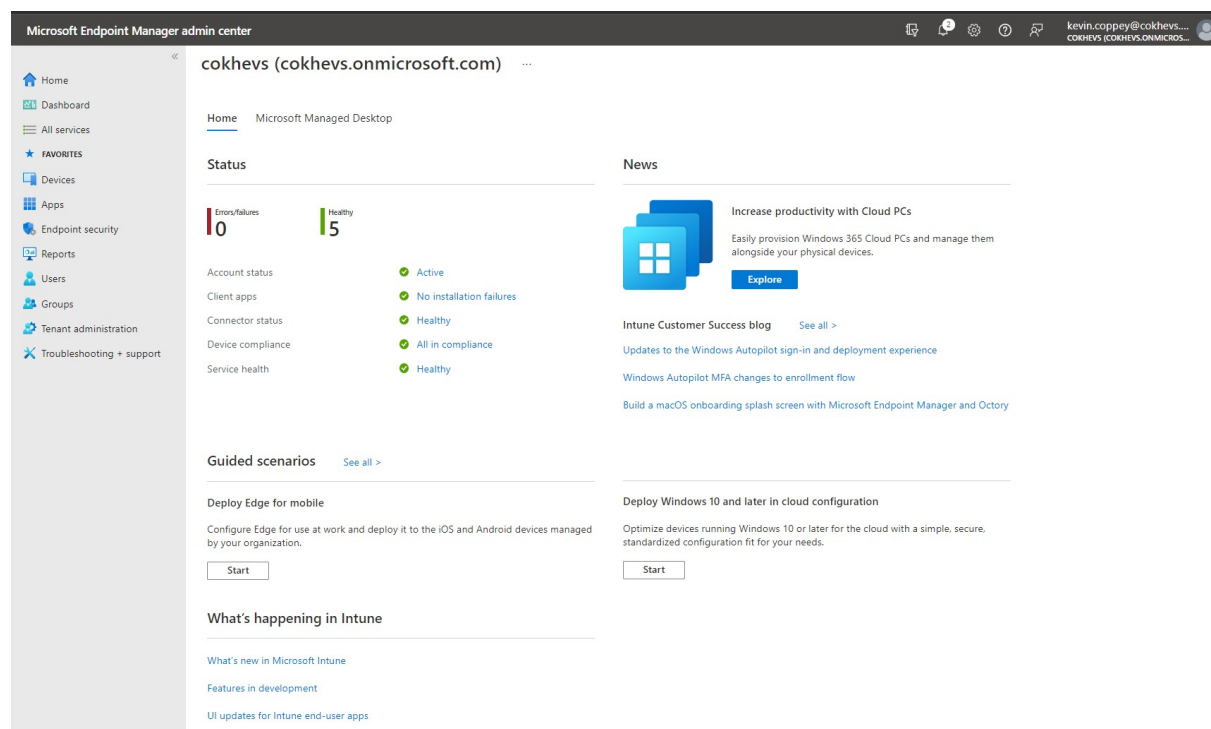 Microsoft Endpoint Manager admin center
2
kevin.coppey@cokhevs....
COKHEVS (COKHEVS.ONMICROS...
«
Home
Dashboard
All services
FAVORITES
Devices
Apps
Endpoint security
Reports
Users
Groups
Tenant administration
Troubleshooting + support
cokhevs (cokhevs.onmicrosoft.com) ...
Home Microsoft Managed Desktop
Status
Errors/failures
0
Healthy
5
Account status Active
Client apps No installation failures
Connector status Healthy
Device compliance All in compliance
Service health Healthy
News
Increase productivity with Cloud PCs
Easily provision Windows 365 Cloud PCs and manage them
alongside your physical devices.
Explore
Intune Customer Success blog See all >
Updates to the Windows Autopilot sign-in and deployment experience
Windows Autopilot MFA changes to enrollment flow
Build a macOS onboarding splash screen with Microsoft Endpoint Manager and Octory
Guided scenarios See all >
Deploy Edge for mobile
Configure Edge for use at work and deploy it to the iOS and Android devices managed
by your organization.
Start
Deploy Windows 10 and later in cloud configuration
Optimize devices running Windows 10 or later for the cloud with a simple, secure,
standardized configuration fit for your needs.
Start
What's happening in Intune
What's new in Microsoft Intune
Features in development
UI updates for Intune end-user apps